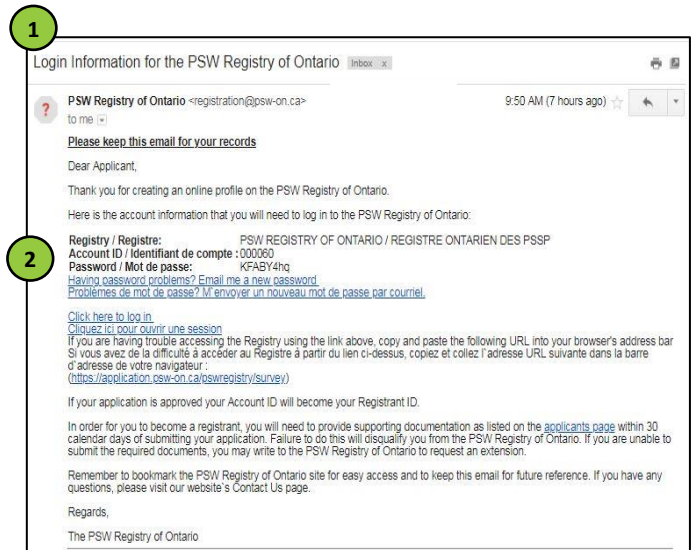 1
Login Information for the PSW Registry of Ontario Inbox x
? PSW Registry of Ontario <registration@psw-on.ca> 9:50 AM (7 hours ago)
to me
Please keep this email for your records
Dear Applicant,
Thank you for creating an online profile on the PSW Registry of Ontario.
Here is the account information that you will need to log in to the PSW Registry of Ontario:
2
Registry / Registre: PSW REGISTRY OF ONTARIO / REGISTRE ONTARIEN DES PSSP
Account ID / Identifiant de compte : 000060
Password / Mot de passe: KFABY4hq
Having password problems? Email me a new password
Problèmes de mot de passe? M`envoyer un nouveau mot de passe par courriel.
Click here to log in
Cliquez ici pour ouvrir une session
If you are having trouble accessing the Registry using the link above, copy and paste the following URL into your browser's address bar
Si vous avez de la difficulté à accéder au Registre à partir du lien ci-dessus, copiez et collez l`adresse URL suivante dans la barre
d`adresse de votre navigateur :
(https://application.psw-on.ca/pswregistry/survey)
If your application is approved your Account ID will become your Registrant ID.
In order for you to become a registrant, you will need to provide supporting documentation as listed on the applicants page within 30
calendar days of submitting your application. Failure to do this will disqualify you from the PSW Registry of Ontario. If you are unable to
submit the required documents, you may write to the PSW Registry of Ontario to request an extension.
Remember to bookmark the PSW Registry of Ontario site for easy access and to keep this email for future reference. If you have any
questions, please visit our website`s Contact Us page.
Regards,
The PSW Registry of Ontario